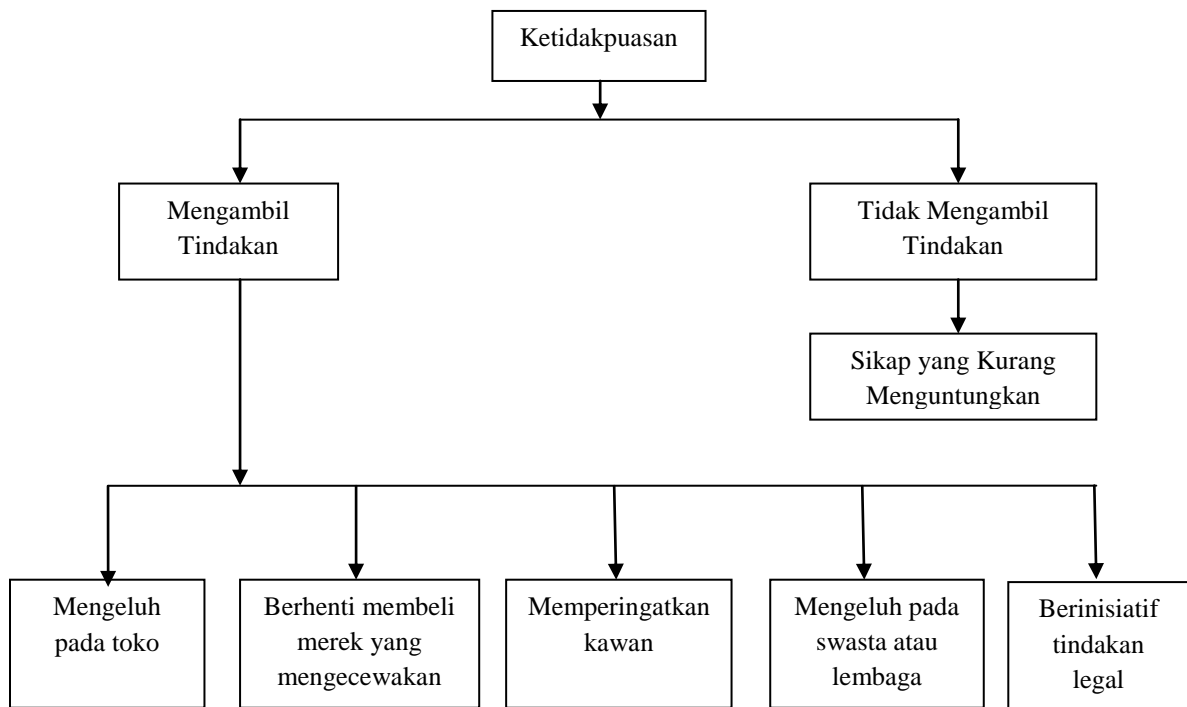 Ketidakpuasan
Mengambil
Tindakan
Tidak Mengambil
Tindakan
Sikap yang Kurang
Menguntungkan
Mengeluh
pada toko
Berhenti membeli
merek yang
mengecewakan
Memperingatkan
kawan
Mengeluh pada
swasta atau
lembaga
Berinisiatif
tindakan
legal